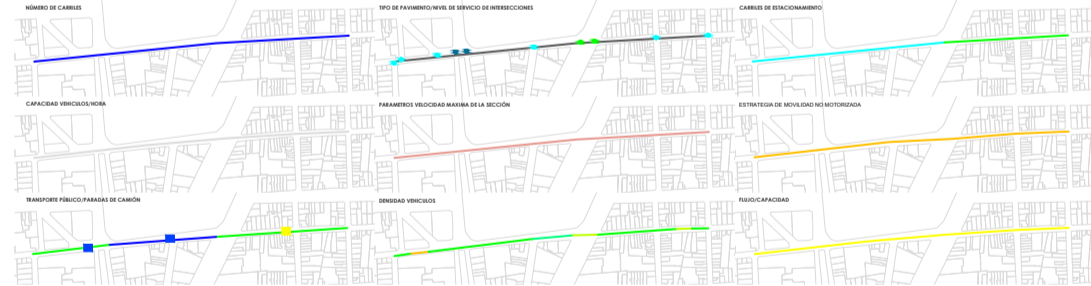 NÚMERO DE CARRILES
TIPO DE PAVIMENTO/NIVEL DE SERVICIO DE INTERSECCIONES
CARRILES DE ESTACIONAMIENTO
CAPACIDAD VEHICULOS/HORA
PARAMETROS VELOCIDAD MAXIMA DE LA SECCIÓN
ESTRATEGIA DE MOVILIDAD NO MOTORIZADA
TRANSPORTE PÚBLICO/PARADAS DE CAMIÓN
DENSIDAD VEHICULOS
FLUJO/CAPACIDAD